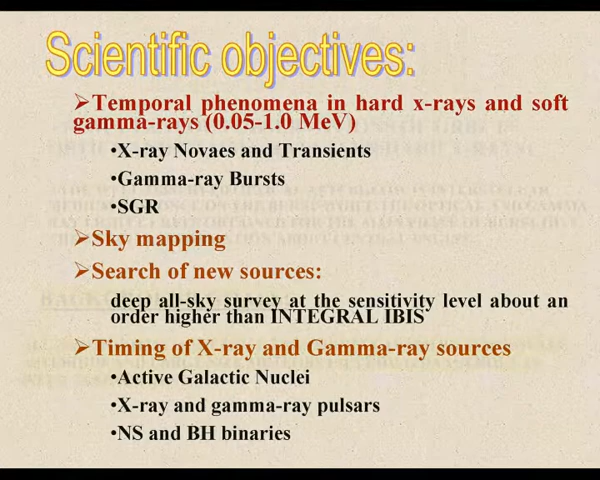 Scientific objectives:
➢Temporal phenomena in hard x-rays and soft
gamma-rays (0.05-1.0 MeV)
•X-ray Novaes and Transients
•Gamma-ray Bursts
•SGR
➢Sky mapping
➢Search of new sources:
deep all-sky survey at the sensitivity level about an
order higher than INTEGRAL IBIS
➢Timing of X-ray and Gamma-ray sources
•Active Galactic Nuclei
•X-ray and gamma-ray pulsars
•NS and BH binaries